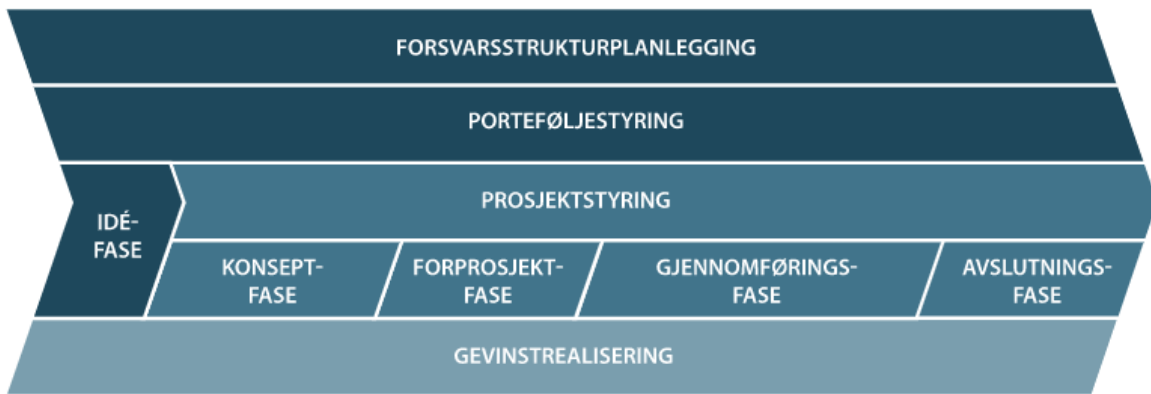 FORSVARSSTRUKTURPLANLEGGING
PORTEFØLJESTYRING
PROSJEKTSTYRING
IDÉ-
FASE
KONSEPT-
FASE
FORPROSJEKT-
FASE
GJENNOMFØRINGS-
FASE
AVSLUTNINGS-
FASE
GEVINSTREALISERING